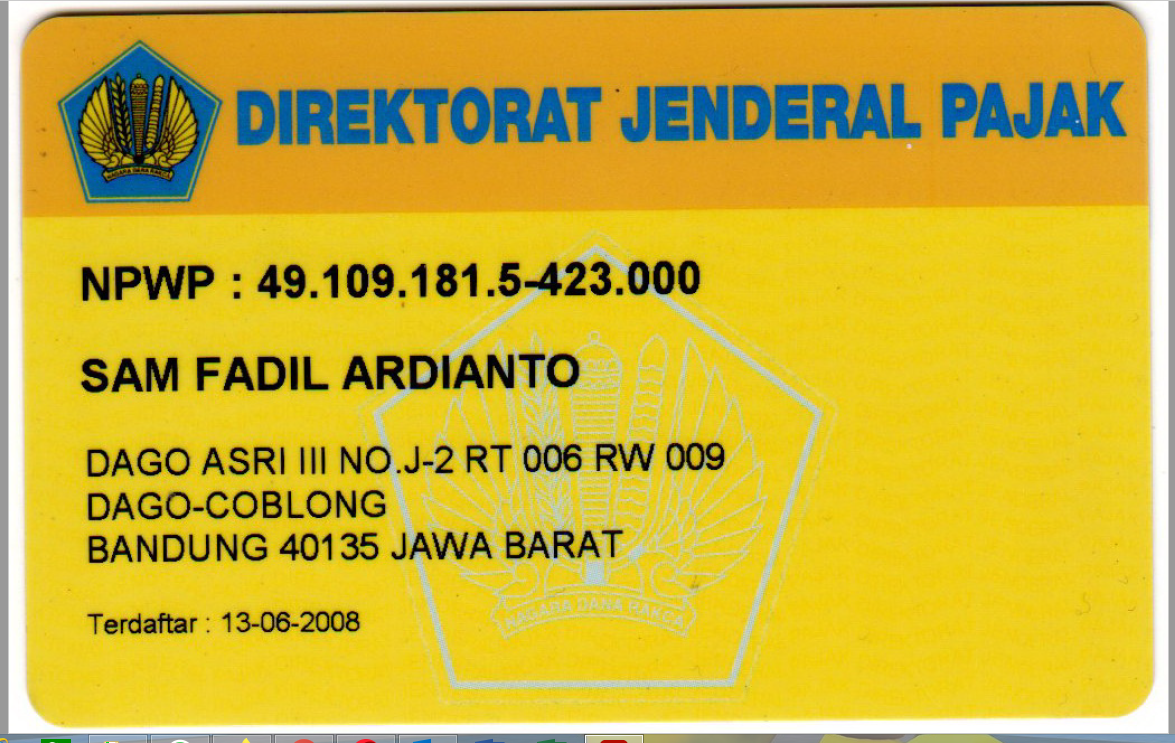 DIREKTORAT JENDERAL PAJAK
NAGARA DANA RAKCA
NPWP : 49.109.181.5-423.000
SAM FADIL ARDIANTO
DAGO ASRI III NO.J-2 RT 006 RW 009
DAGO-COBLONG
BANDUNG 40135 JAWA BARAT
NAGARA DANA RAKCA
Terdaftar : 13-06-2008